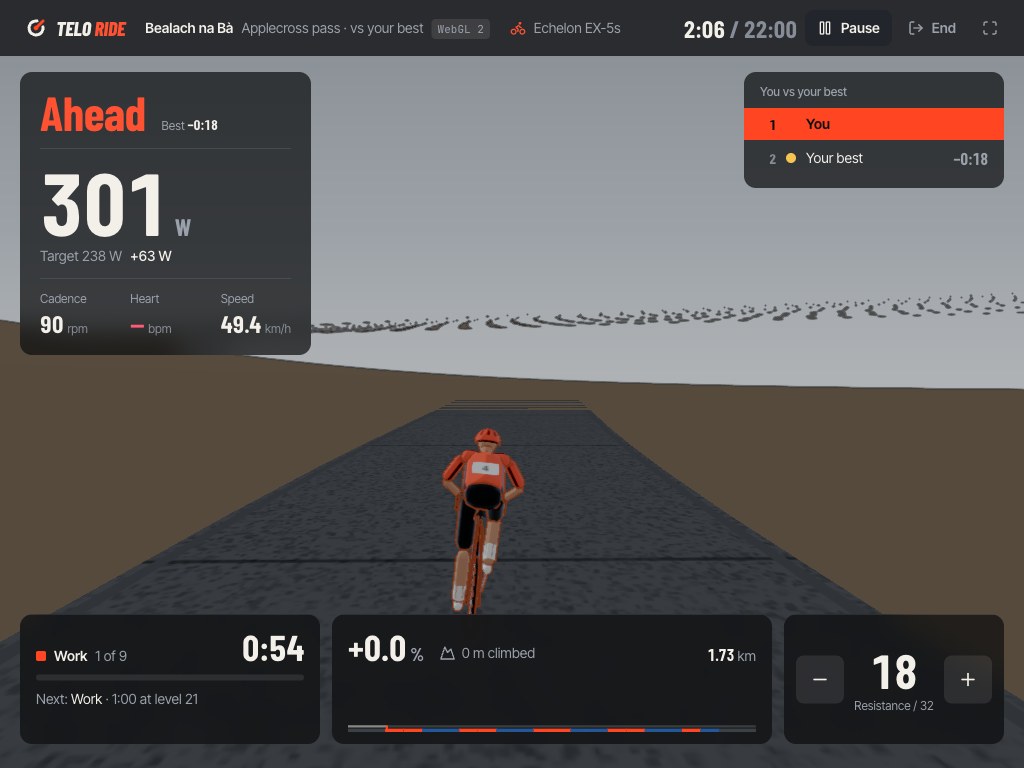 TELO RIDE Bealach na Bà Applecross pass · vs your best WebGL 2 Echelon EX-5s 2:06 / 22:00 Pause End
Ahead Best −0:18
301 W
Target 238 W +63 W
Cadence Heart Speed
90 rpm – bpm 49.4 km/h
You vs your best
1 You
2 Your best −0:18
4
Work 1 of 9 0:54
Next: Work · 1:00 at level 21
+0.0 % 0 m climbed 1.73 km
− 18 +
Resistance / 32